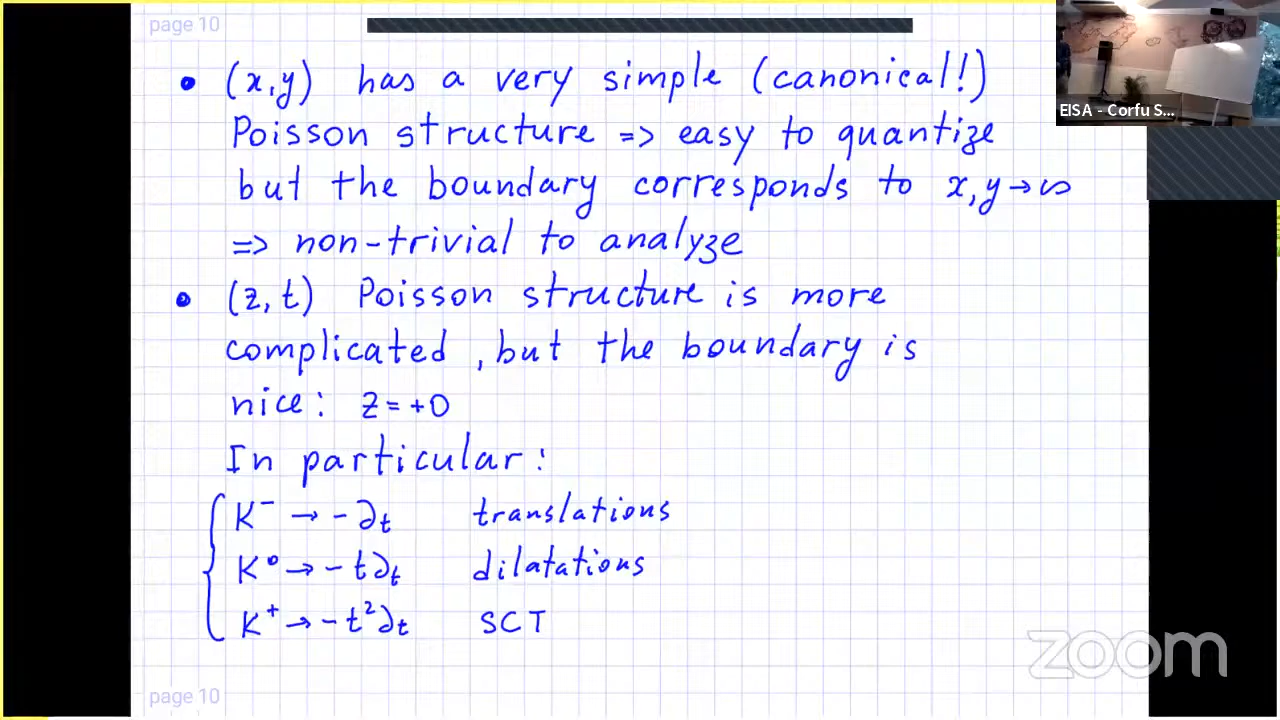 page 10
• (x,y) has a very simple (canonical!)
Poisson structure => easy to quantize
but the boundary corresponds to x,y→∞
=> non-trivial to analyze
• (z,t) Poisson structure is more
complicated, but the boundary is
nice: z=+0
In particular:
K⁻ → -∂t translations
K⁰ → -t∂t dilatations
K⁺ → -t²∂t SCT
page 10
EISA - Corfu S...
zoom